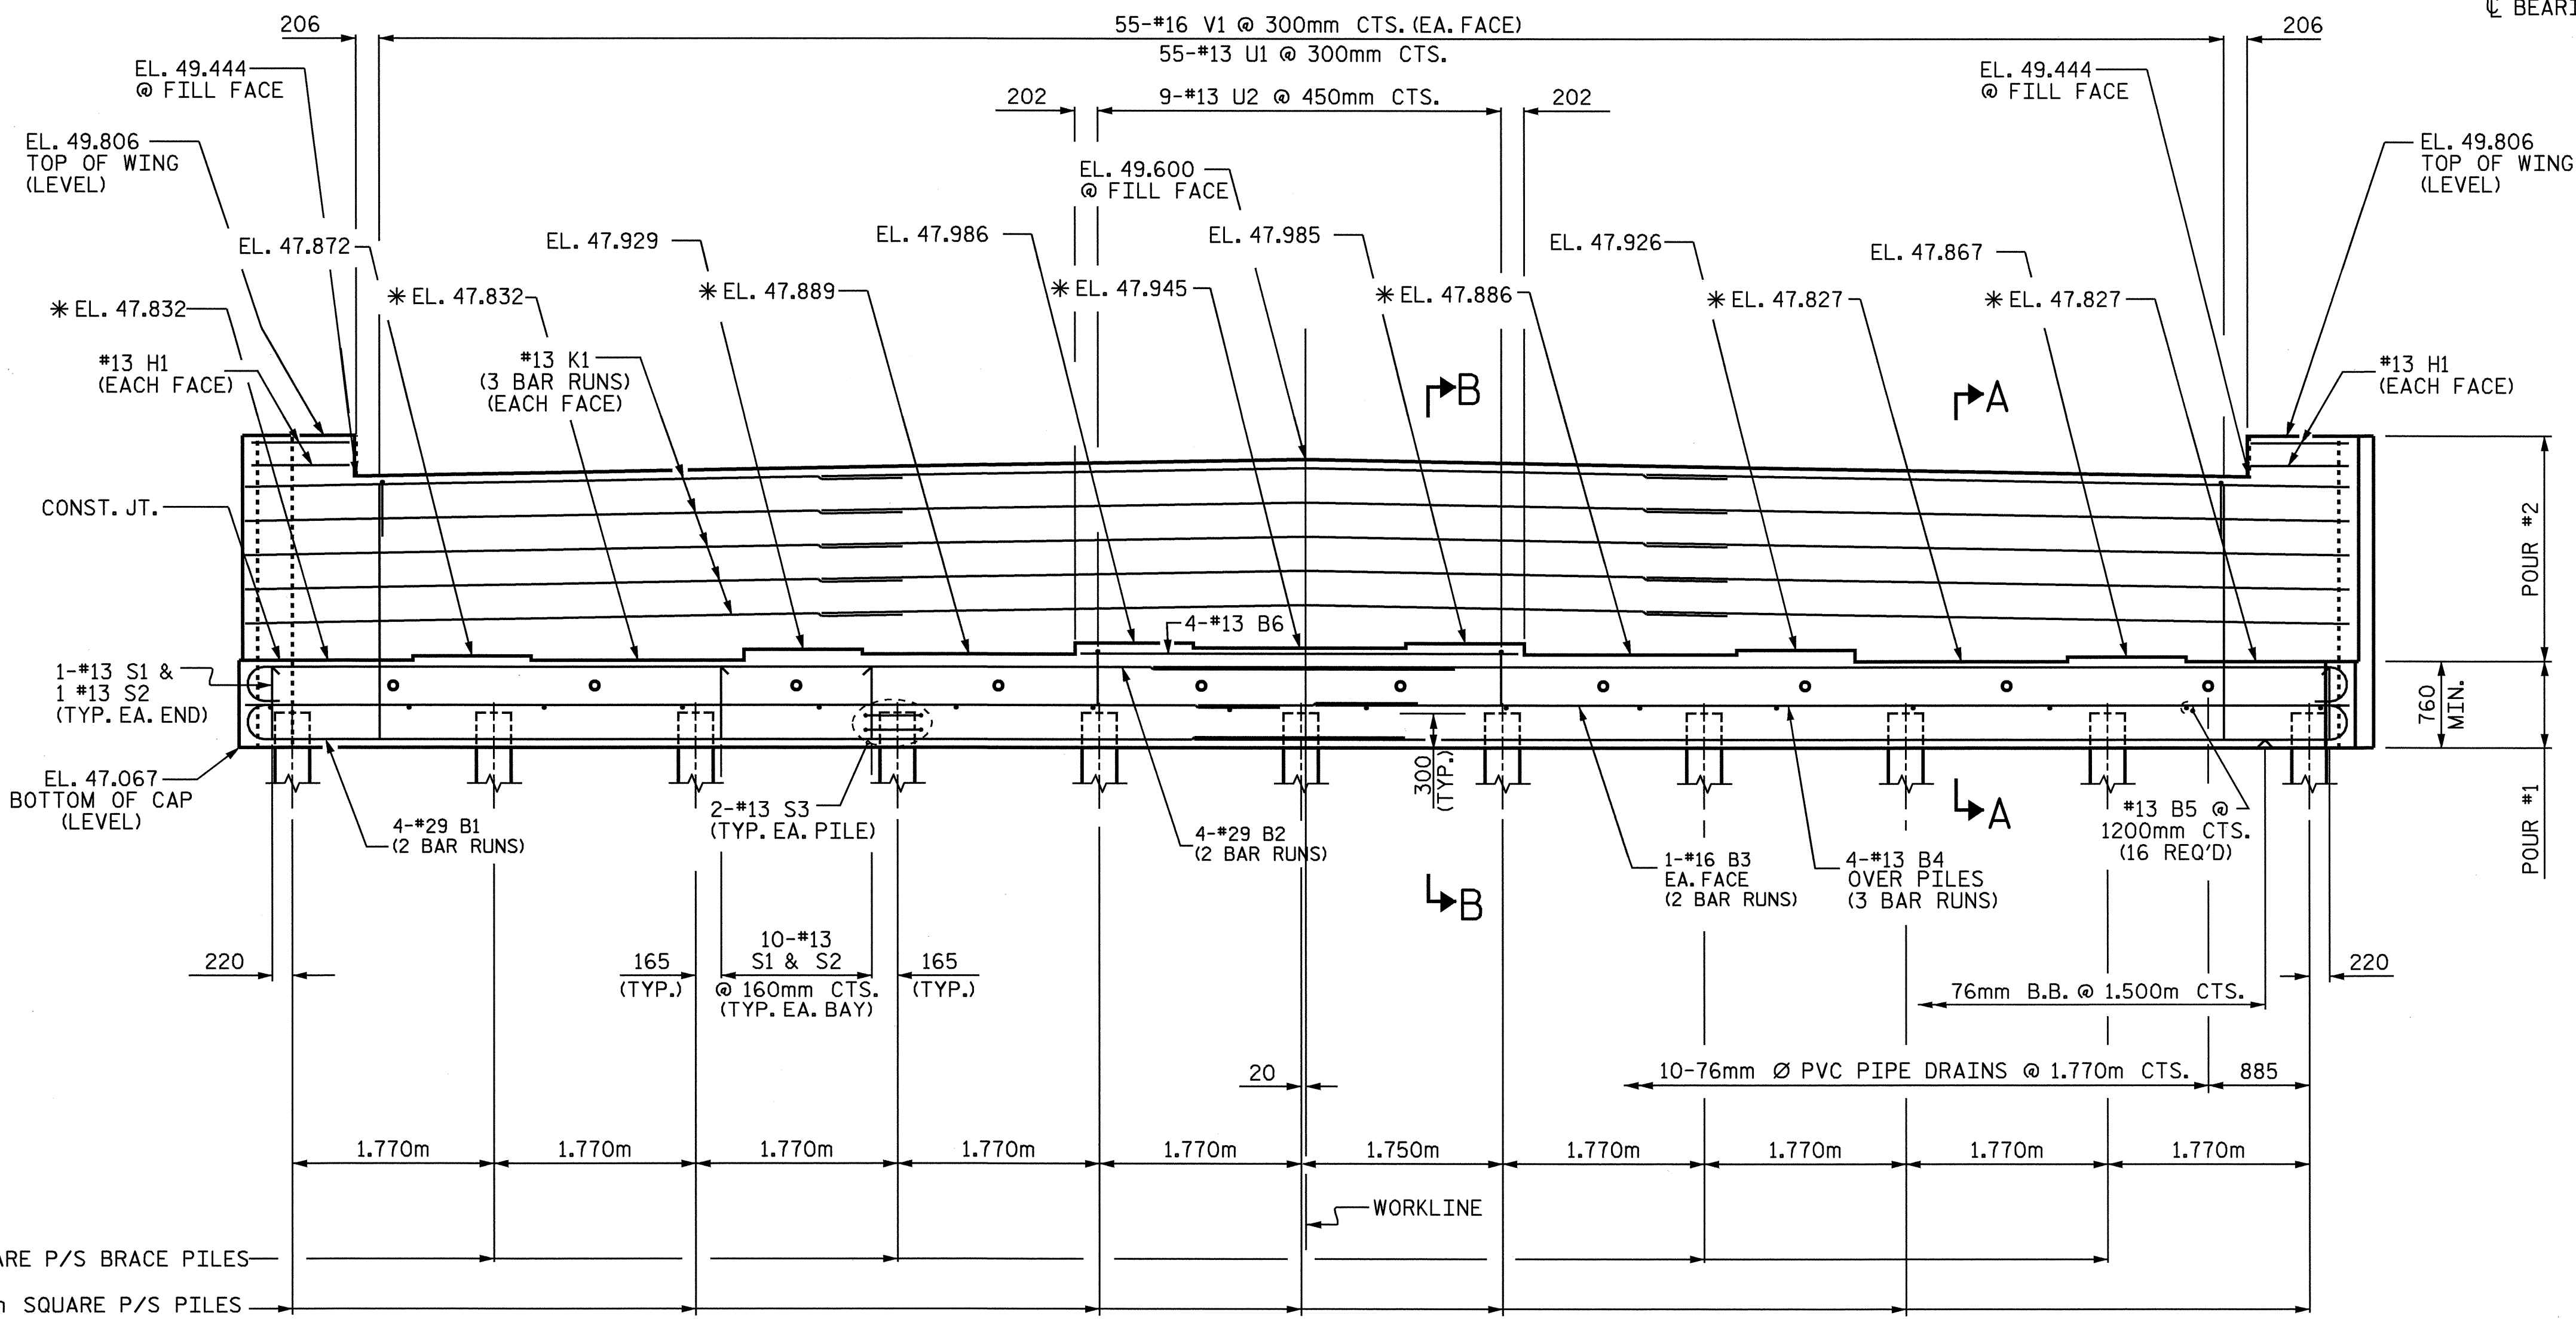 ℄ BEARI
206
55-#16 V1 @ 300mm CTS. (EA. FACE)
206
55-#13 U1 @ 300mm CTS.
EL. 49.444
@ FILL FACE
EL. 49.444
@ FILL FACE
202
9-#13 U2 @ 450mm CTS.
202
EL. 49.806
TOP OF WING
(LEVEL)
EL. 49.600
@ FILL FACE
EL. 49.806
TOP OF WING
(LEVEL)
EL. 47.872
EL. 47.929
EL. 47.986
EL. 47.985
EL. 47.926
EL. 47.867
* EL. 47.832
* EL. 47.832
* EL. 47.889
* EL. 47.945
* EL. 47.886
* EL. 47.827
* EL. 47.827
#13 H1
(EACH FACE)
#13 K1
(3 BAR RUNS)
(EACH FACE)
B
A
#13 H1
(EACH FACE)
CONST. JT.
POUR #2
4-#13 B6
1-#13 S1 &
1 #13 S2
(TYP. EA. END)
760
MIN.
EL. 47.067
BOTTOM OF CAP
(LEVEL)
4-#29 B1
(2 BAR RUNS)
2-#13 S3
(TYP. EA. PILE)
4-#29 B2
(2 BAR RUNS)
300
(TYP.)
1-#16 B3
EA. FACE
(2 BAR RUNS)
4-#13 B4
OVER PILES
(3 BAR RUNS)
A
#13 B5 @
1200mm CTS.
(16 REQ'D)
POUR #1
B
220
165
(TYP.)
10-#13
S1 & S2
@ 160mm CTS.
(TYP. EA. BAY)
165
(TYP.)
220
76mm B.B. @ 1.500m CTS.
20
10-76mm Ø PVC PIPE DRAINS @ 1.770m CTS.
885
1.770m
1.770m
1.770m
1.770m
1.770m
1.750m
1.770m
1.770m
1.770m
1.770m
WORKLINE
ARE P/S BRACE PILES
m SQUARE P/S PILES